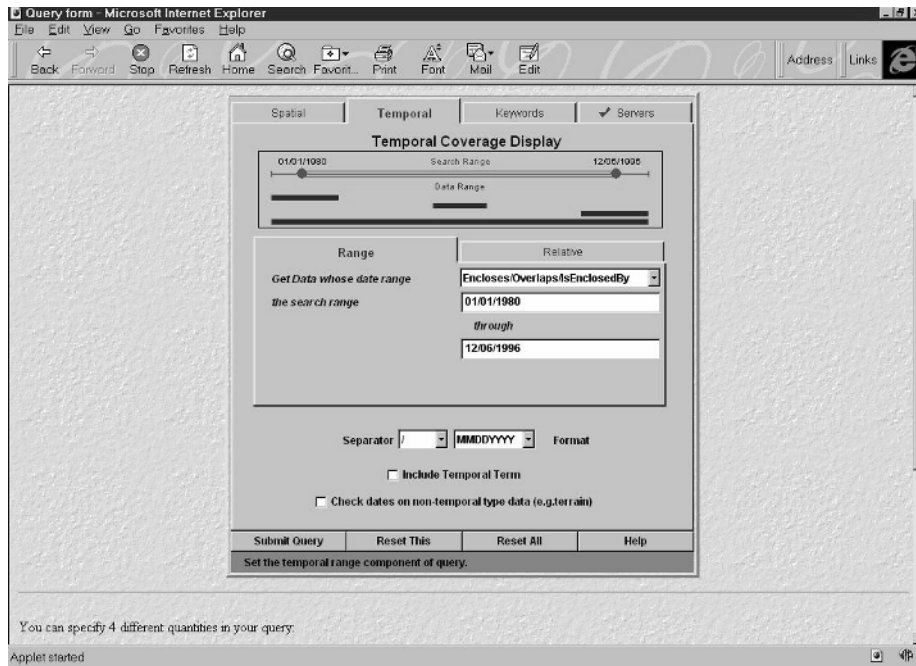 Query form - Microsoft Internet Explorer
File Edit View Go Favorites Help
Back Forward Stop Refresh Home Search Favorit... Print Font Mail Edit Address Links
Spatial Temporal Keywords Servers
Temporal Coverage Display
01/01/1980 Search Range 12/06/1996
Data Range
Range Relative
Get Data whose date range Encloses/Overlaps/IsEnclosedBy
the search range 01/01/1980
through
12/06/1996
Separator / MMDDYYYY Format
Include Temporal Term
Check dates on non-temporal type data (e.g.terrain)
Submit Query Reset This Reset All Help
Set the temporal range component of query.
You can specify 4 different quantities in your query:
Applet started